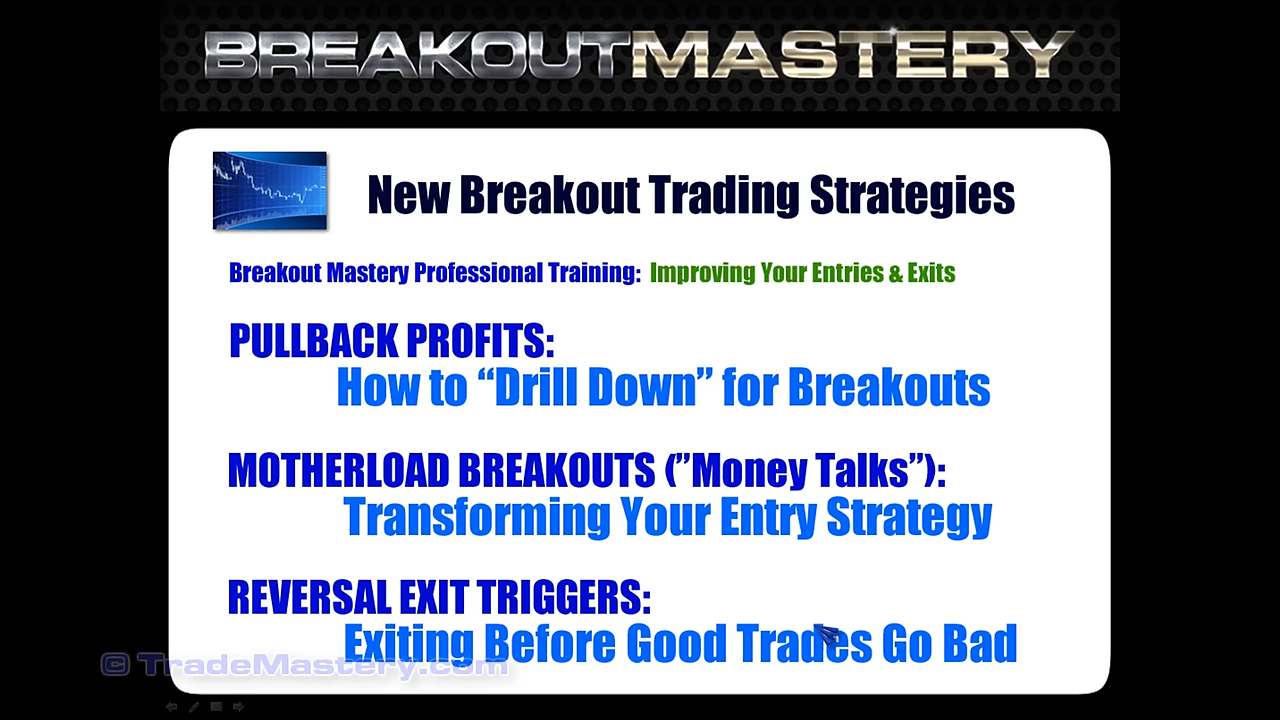 BREAKOUTMASTERY
New Breakout Trading Strategies
Breakout Mastery Professional Training: Improving Your Entries & Exits
PULLBACK PROFITS:
How to “Drill Down” for Breakouts
MOTHERLOAD BREAKOUTS (”Money Talks”):
Transforming Your Entry Strategy
REVERSAL EXIT TRIGGERS:
Exiting Before Good Trades Go Bad
© TradeMastery.com